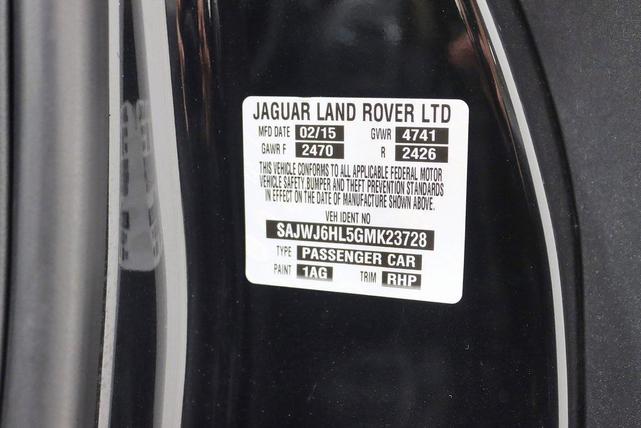 JAGUAR LAND ROVER LTD
MFD DATE 02/15 GVWR 4741
GAWR F 2470 R 2426
THIS VEHICLE CONFORMS TO ALL APPLICABLE FEDERAL MOTOR
VEHICLE SAFETY, BUMPER AND THEFT PREVENTION STANDARDS
IN EFFECT ON THE DATE OF MANUFACTURE SHOWN ABOVE.
VEH IDENT NO
SAJWJ6HL5GMK23728
TYPE PASSENGER CAR
PAINT 1AG TRIM RHP